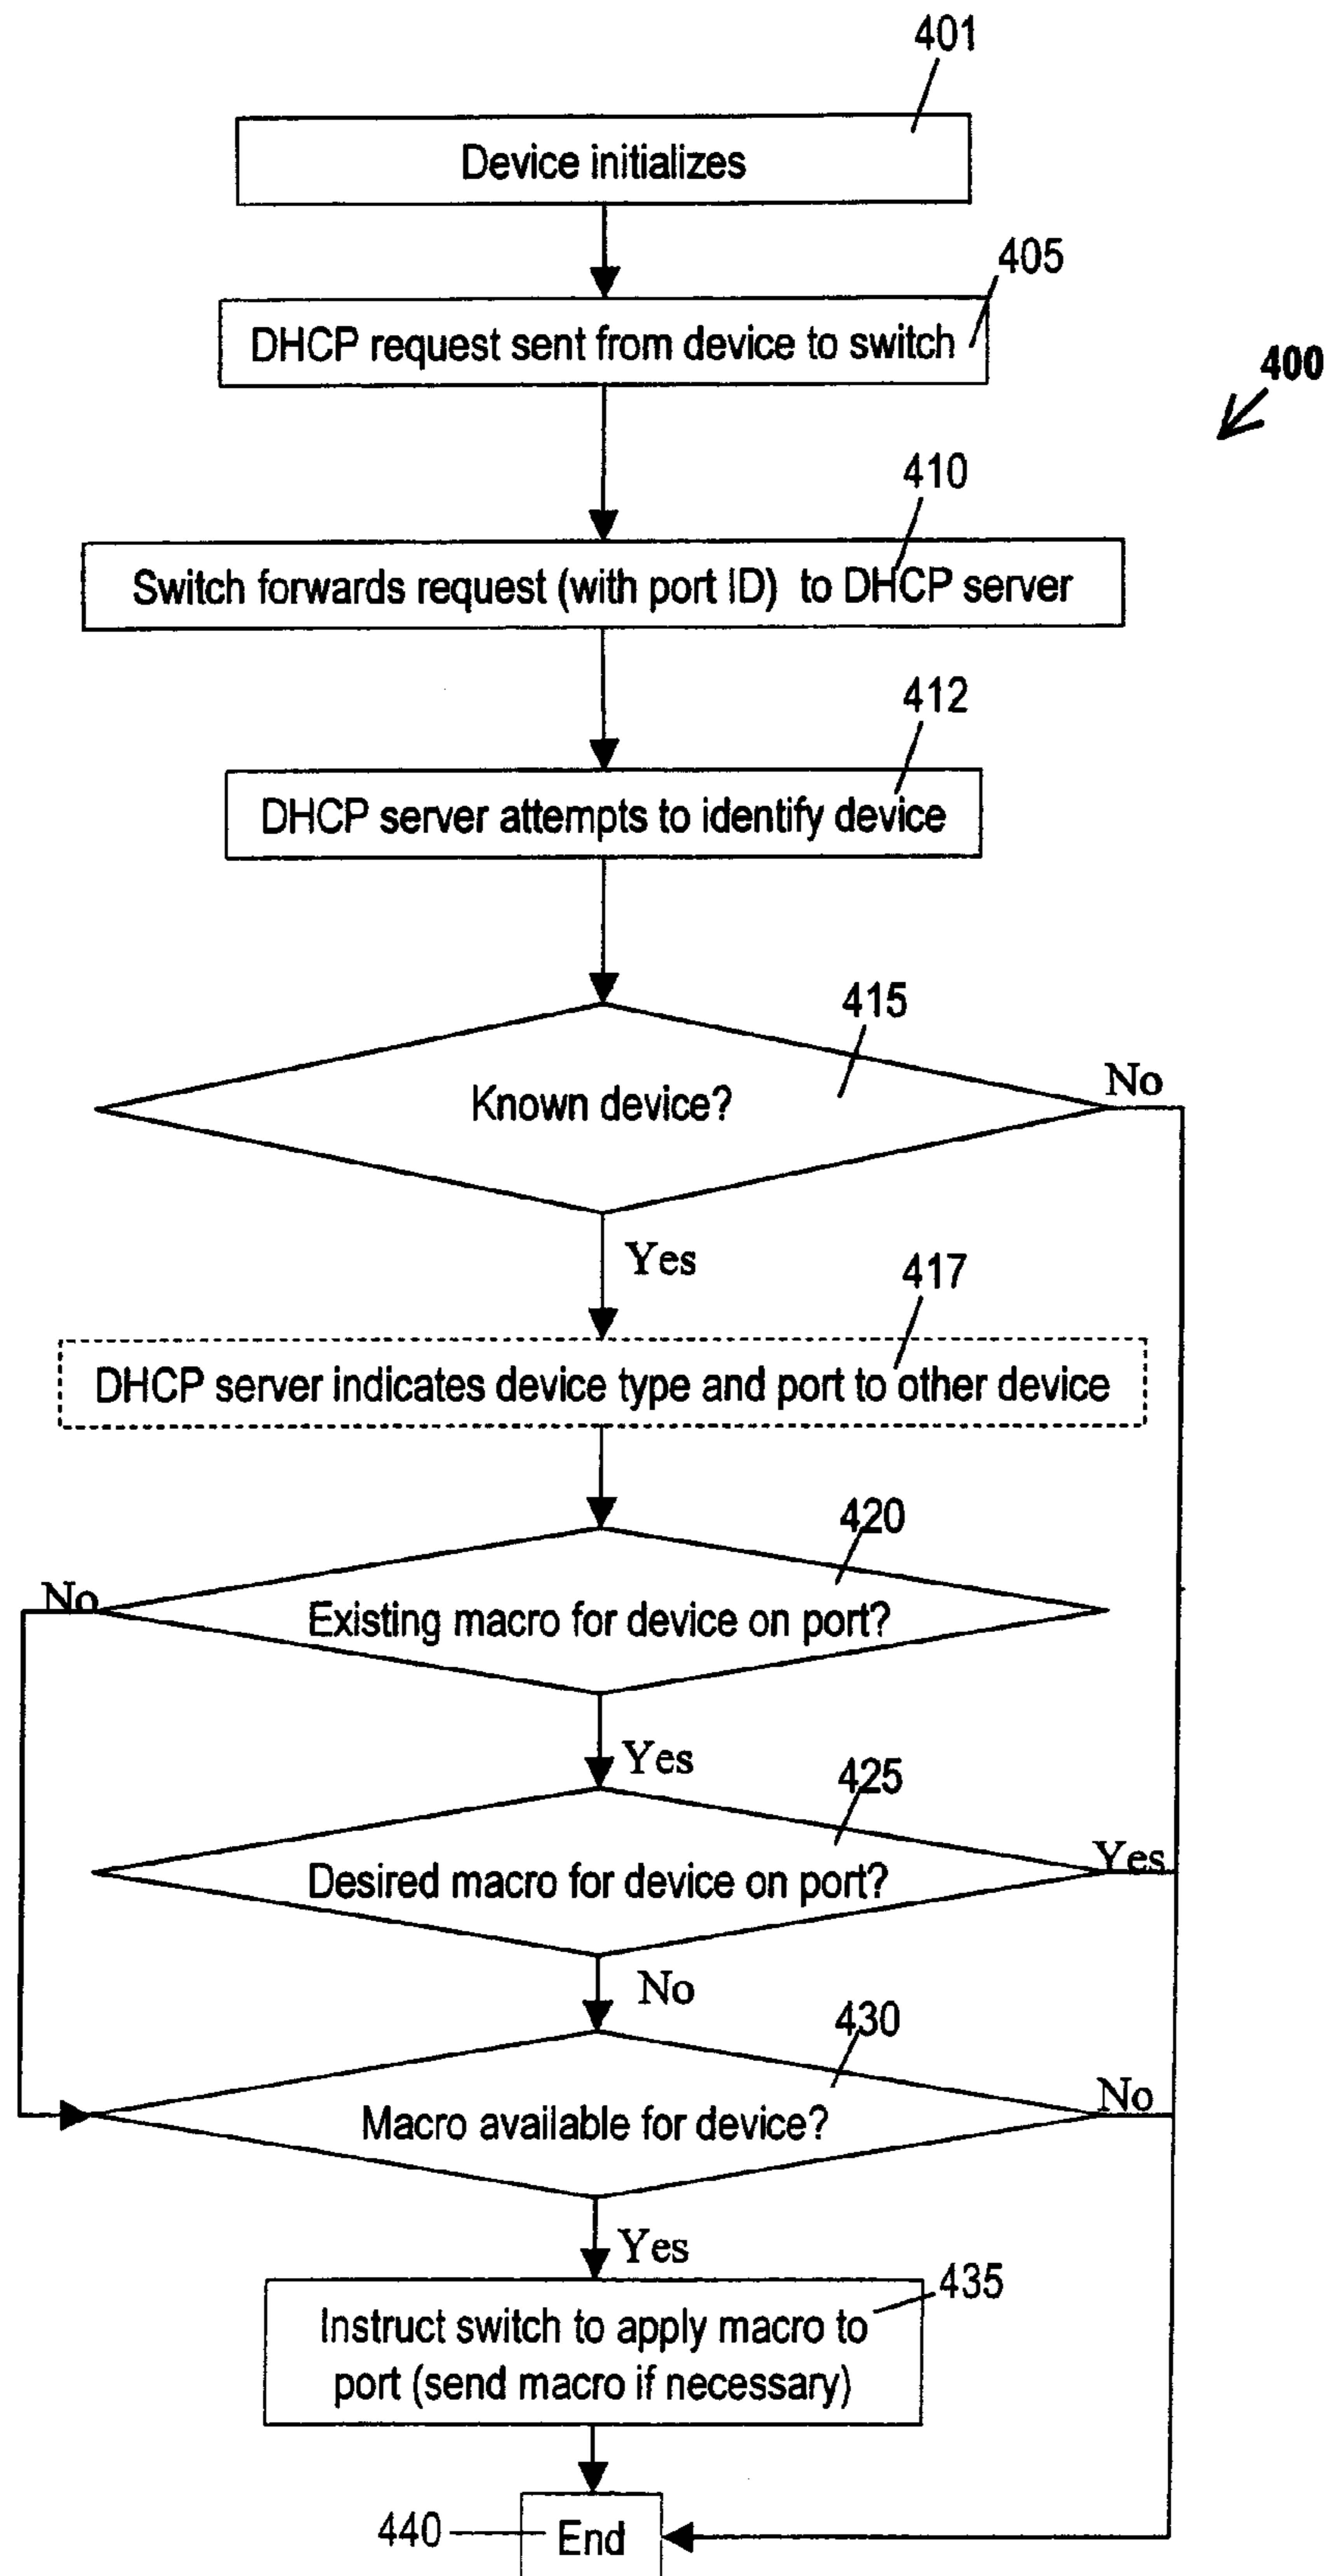 401
Device initializes
405
DHCP request sent from device to switch
400
410
Switch forwards request (with port ID) to DHCP server
412
DHCP server attempts to identify device
415
Known device?
No
Yes
417
DHCP server indicates device type and port to other device
420
No
Existing macro for device on port?
Yes
425
Desired macro for device on port?
Yes
No
430
Macro available for device?
No
Yes
435
Instruct switch to apply macro to
port (send macro if necessary)
440
End